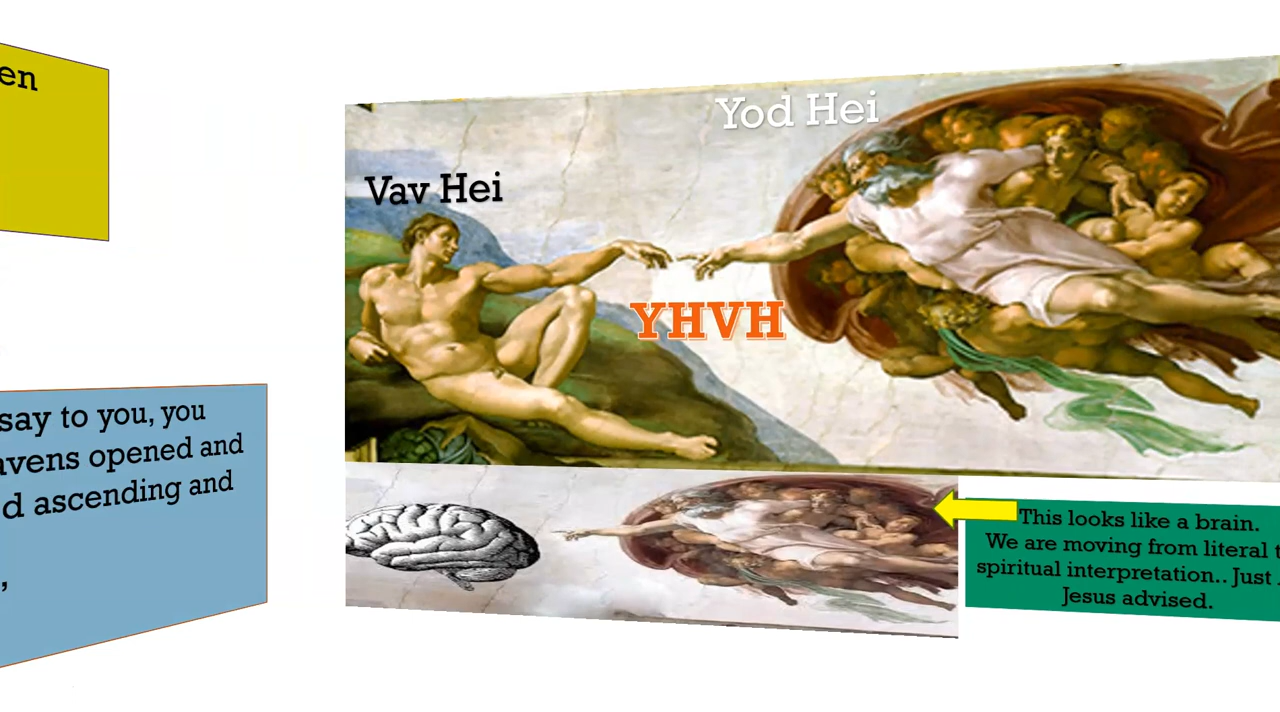 en
say to you, you
avens opened and
d ascending and
,
Yod Hei
Vav Hei
YHVH
This looks like a brain.
We are moving from literal t
spiritual interpretation.. Just
Jesus advised.